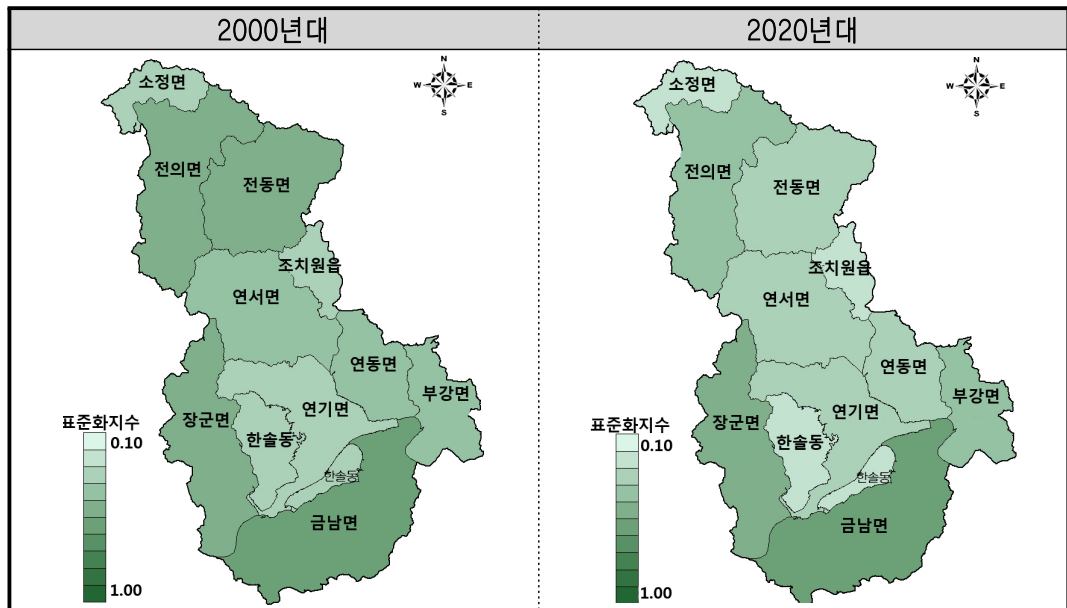 2000년대
2020년대
N
W E
S
소정면
전의면
전동면
조치원읍
연서면
연동면
부강면
장군면
연기면
한솔동
한솔동
금남면
표준화지수
0.10
1.00
N
W E
S
소정면
전의면
전동면
조치원읍
연서면
연동면
부강면
장군면
연기면
한솔동
한솔동
금남면
표준화지수
0.10
1.00